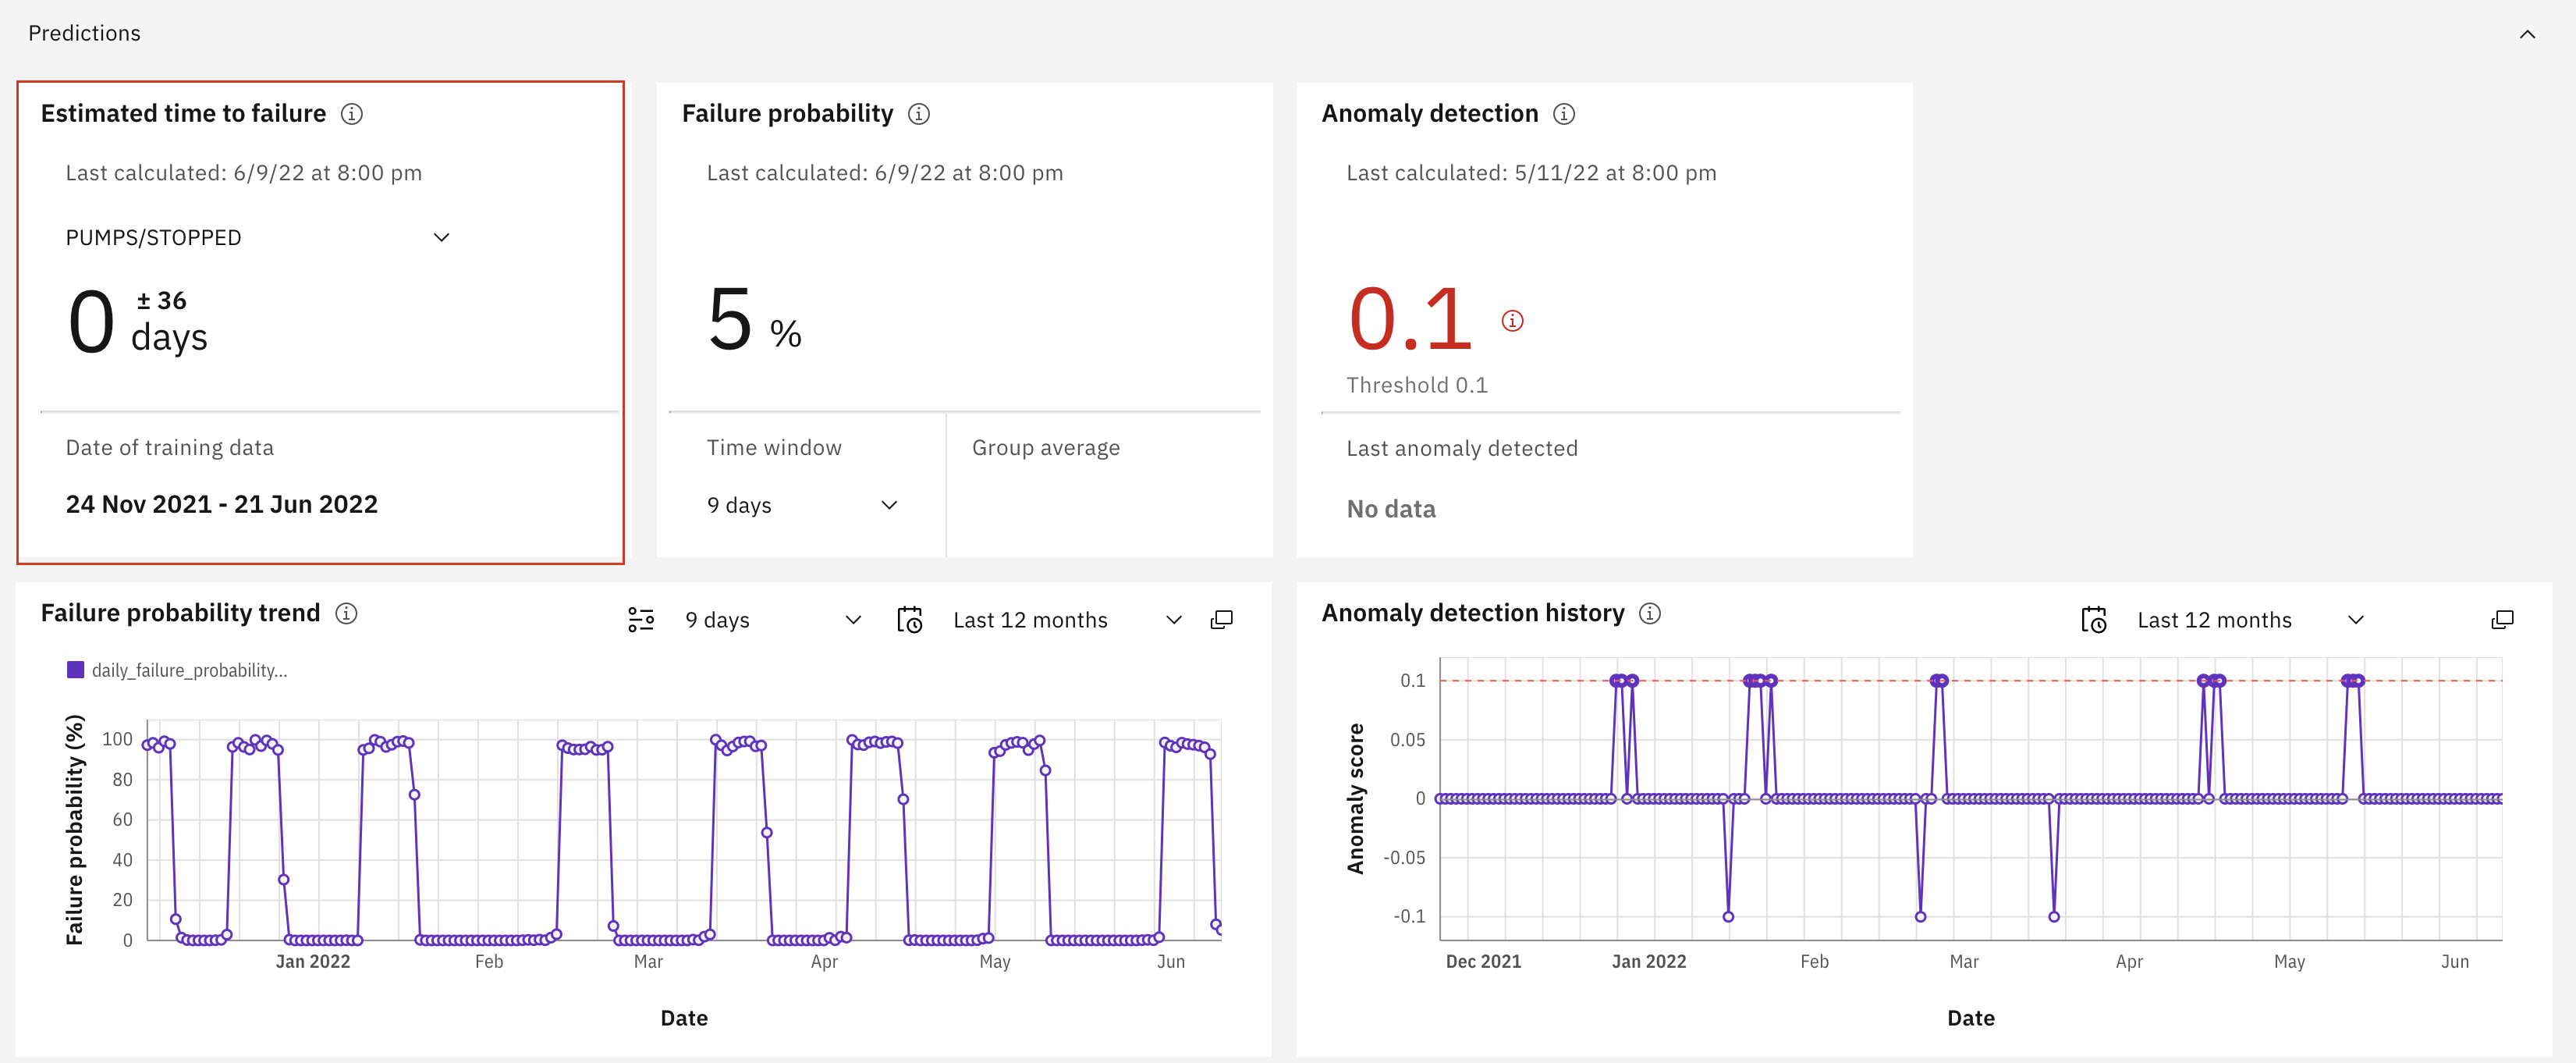 Predictions
Estimated time to failure
Last calculated: 6/9/22 at 8:00 pm
PUMPS/STOPPED
0 ± 36 days
Date of training data
24 Nov 2021 - 21 Jun 2022
Failure probability
Last calculated: 6/9/22 at 8:00 pm
5 %
Time window
9 days
Group average
Anomaly detection
Last calculated: 5/11/22 at 8:00 pm
0.1
Threshold 0.1
Last anomaly detected
No data
Failure probability trend
9 days
Last 12 months
daily_failure_probability...
Failure probability (%)
100
80
60
40
20
0
Jan 2022 Feb Mar Apr May Jun
Date
Anomaly detection history
Last 12 months
Anomaly score
0.1
0.05
0
-0.05
-0.1
Dec 2021 Jan 2022 Feb Mar Apr May Jun
Date